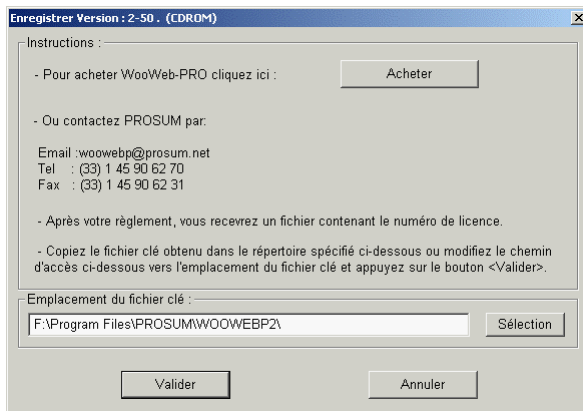 Enregistrer Version : 2-50 . (CDROM)
Instructions :
- Pour acheter WooWeb-PRO cliquez ici :
Acheter
- Ou contactez PROSUM par:
Email :woowebp@prosum.net
Tel : (33) 1 45 90 62 70
Fax : (33) 1 45 90 62 31
- Après votre règlement, vous recevrez un fichier contenant le numéro de licence.
- Copiez le fichier clé obtenu dans le répertoire spécifié ci-dessous ou modifiez le chemin
d'accès ci-dessous vers l'emplacement du fichier clé et appuyez sur le bouton <Valider>.
Emplacement du fichier clé :
F:\Program Files\PROSUM\WOOWEBP2\
Sélection
Valider
Annuler